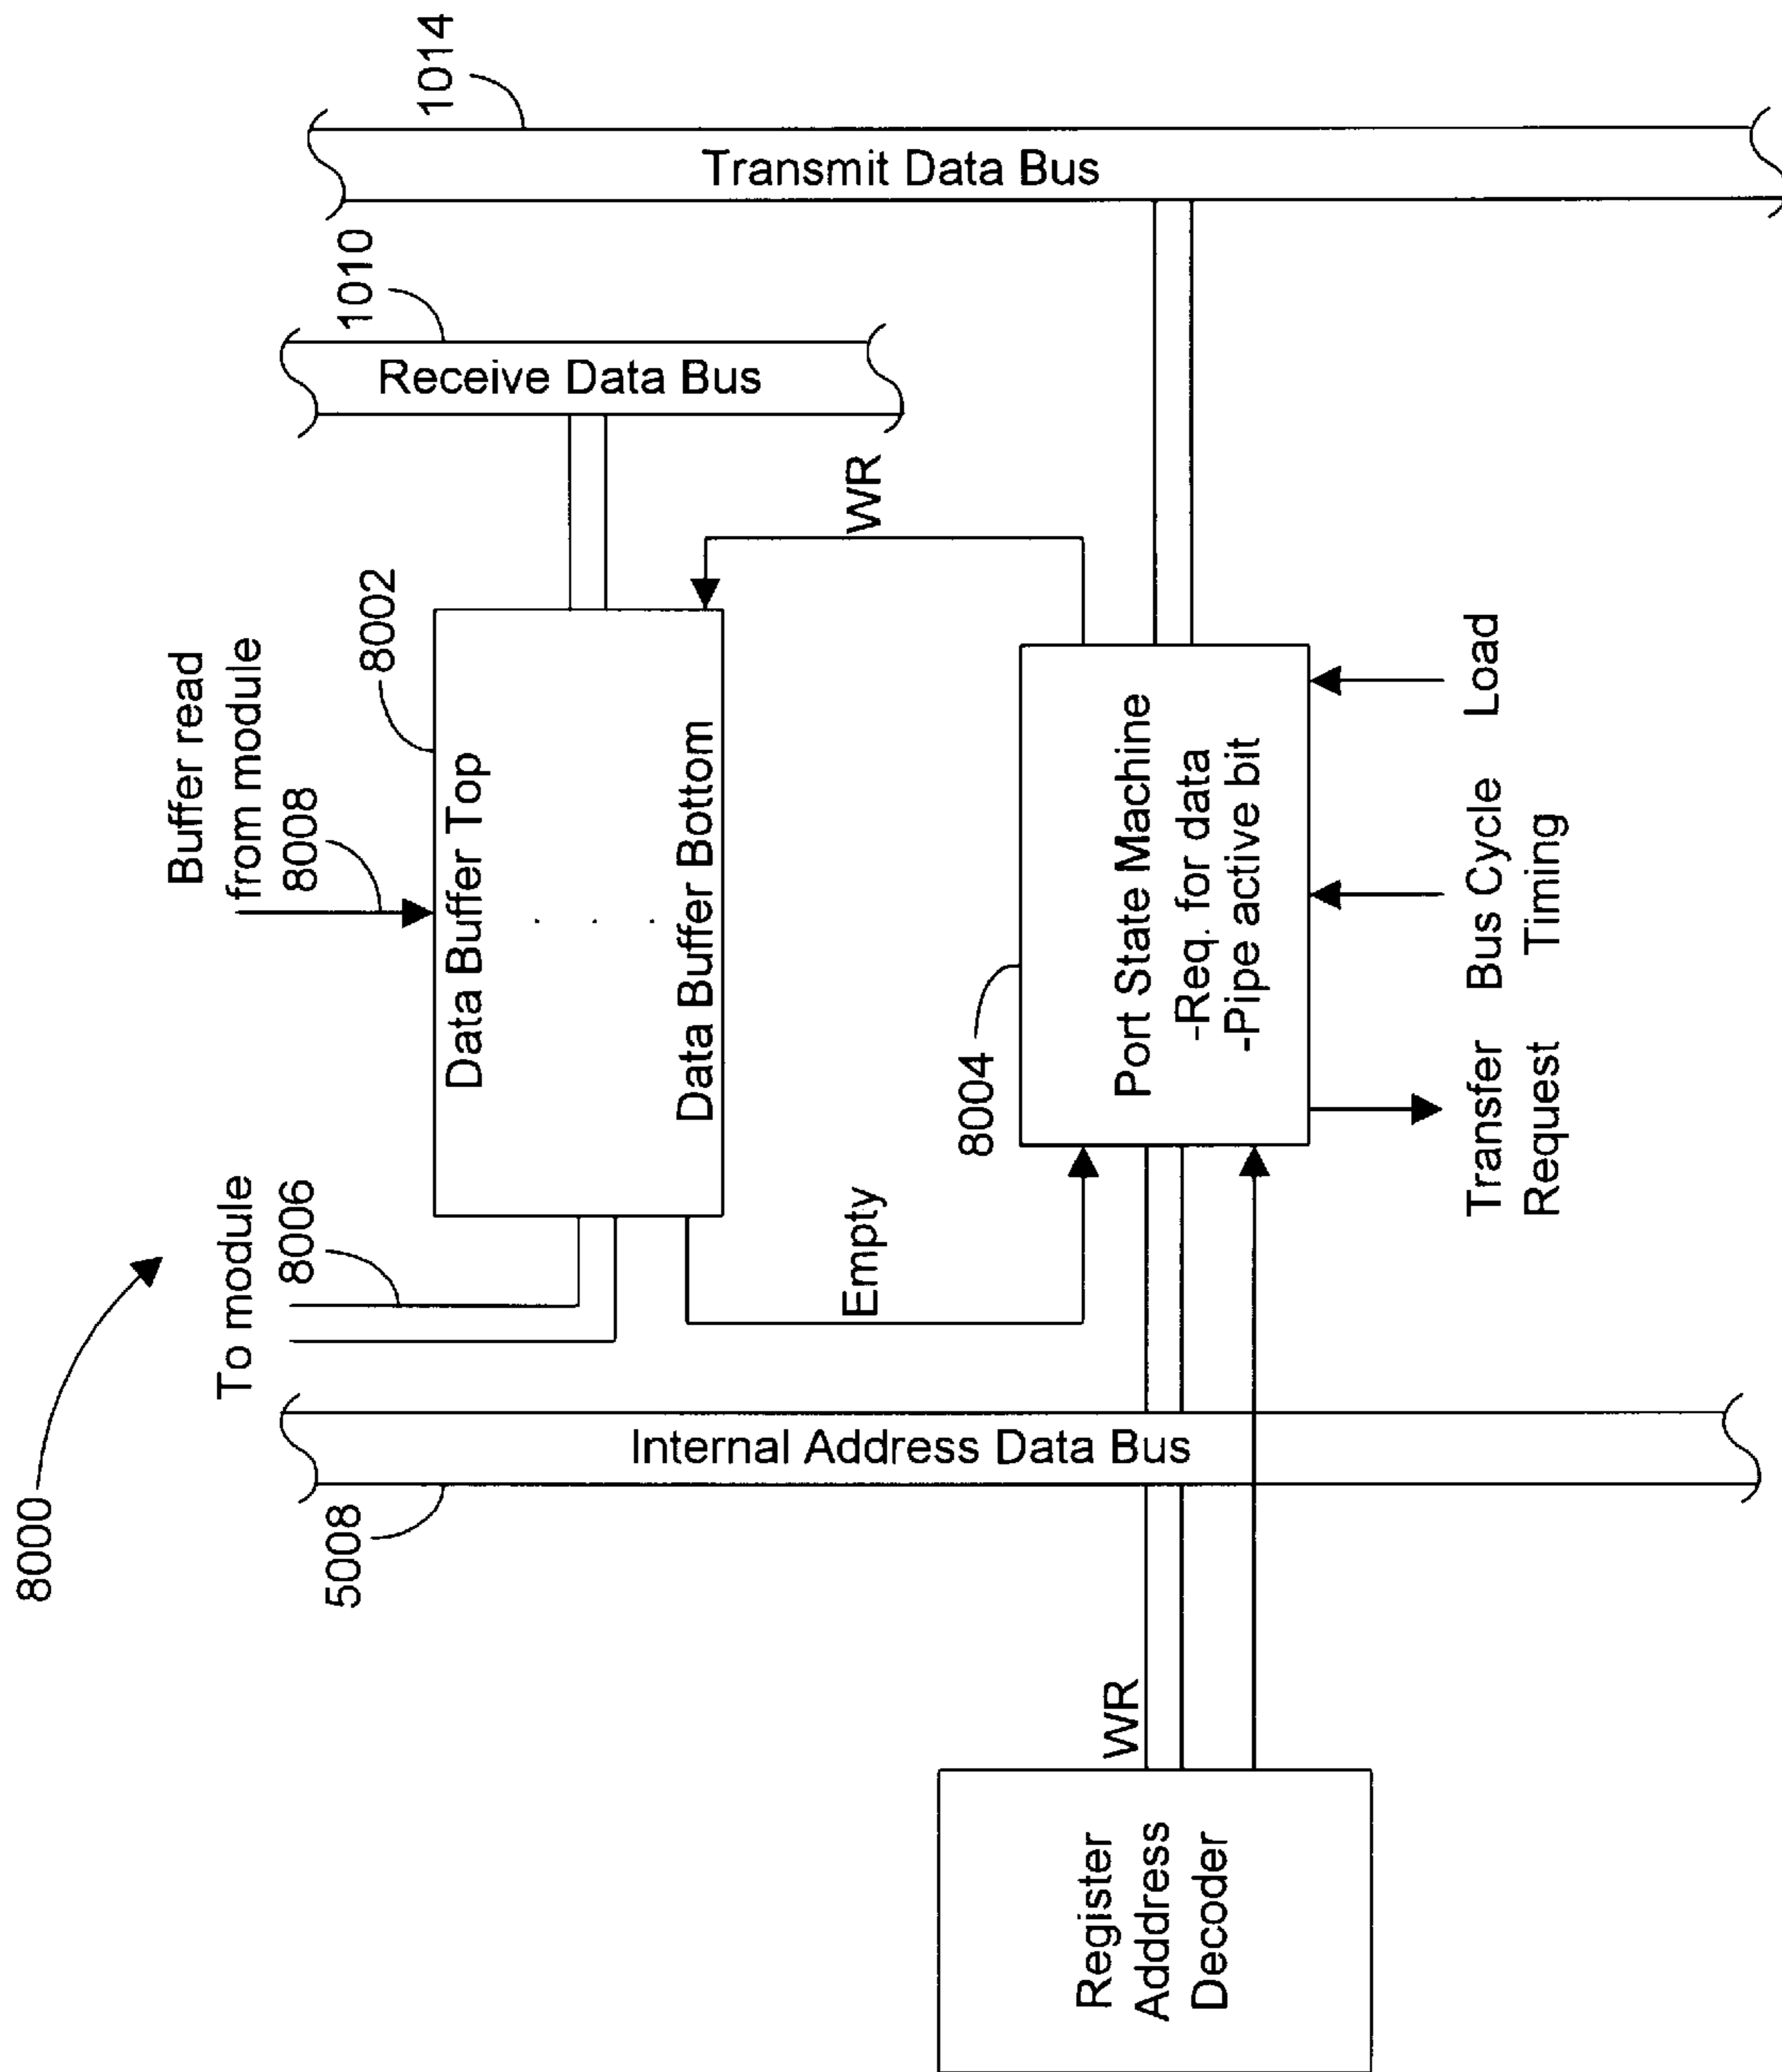 8000
To module
8006
Buffer read
from module
8008
8002
Data Buffer Top
Data Buffer Bottom
1010
Receive Data Bus
1014
Transmit Data Bus
5008
Internal Address Data Bus
Empty
WR
8004
Port State Machine
-Req. for data
-Pipe active bit
WR
Register
Adddress
Decoder
Transfer
Request
Bus Cycle
Timing
Load